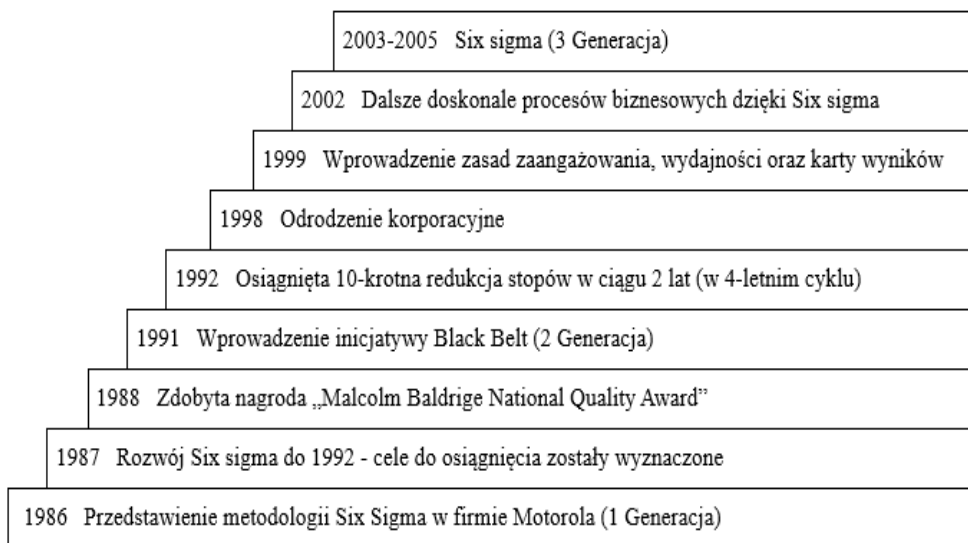 2003-2005 Six sigma (3 Generacja)
2002 Dalsze doskonale procesów biznesowych dzięki Six sigma
1999 Wprowadzenie zasad zaangażowania, wydajności oraz karty wyników
1998 Odrodzenie korporacyjne
1992 Osiągnięta 10-krotna redukcja stopów w ciągu 2 lat (w 4-letnim cyklu)
1991 Wprowadzenie inicjatywy Black Belt (2 Generacja)
1988 Zdobyta nagroda „Malcolm Baldrige National Quality Award”
1987 Rozwój Six sigma do 1992 - cele do osiągnięcia zostały wyznaczone
1986 Przedstawienie metodologii Six Sigma w firmie Motorola (1 Generacja)